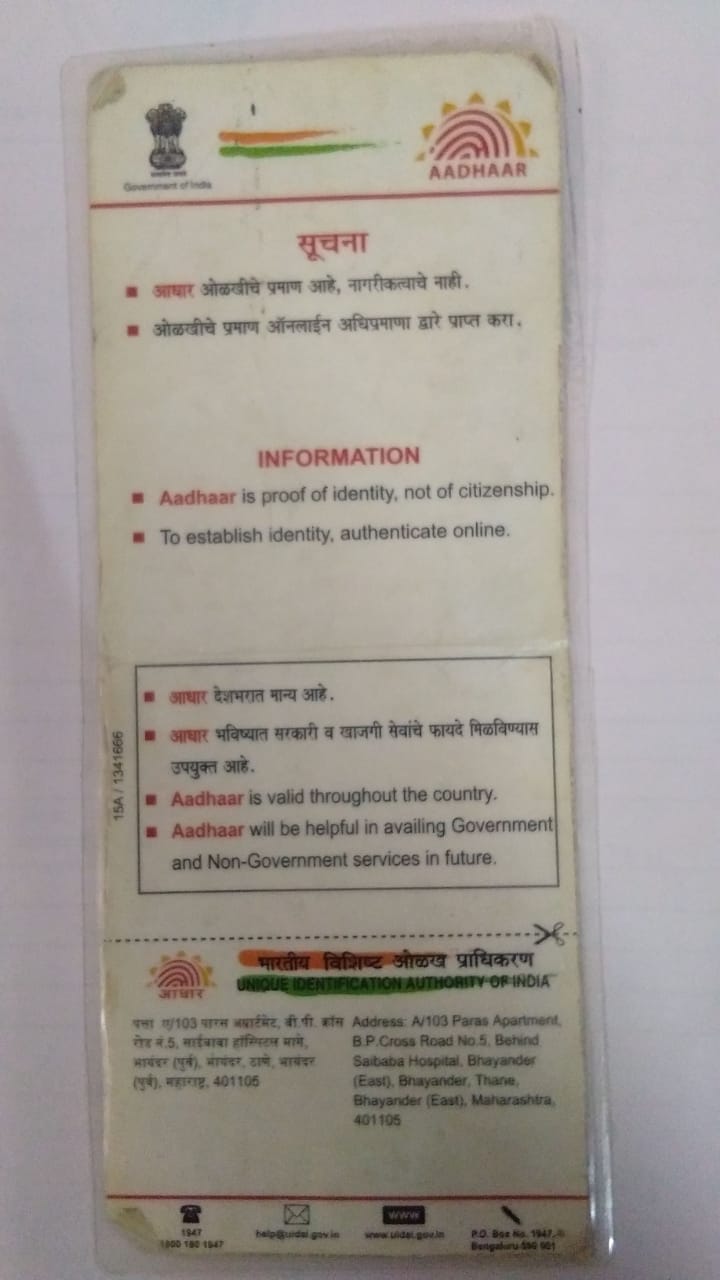 Government of India
AADHAAR
सूचना
आधार ओळखीचे प्रमाण आहे, नागरीकत्वाचे नाही.
ओळखीचे प्रमाण ऑनलाईन अधिप्रमाणा द्वारे प्राप्त करा.
INFORMATION
Aadhaar is proof of identity, not of citizenship.
To establish identity, authenticate online.
आधार देशभरात मान्य आहे.
आधार भविष्यात सरकारी व खाजगी सेवांचे फायदे मिळविण्यास
उपयुक्त आहे.
Aadhaar is valid throughout the country.
Aadhaar will be helpful in availing Government
and Non-Government services in future.
15A / 1341666
आधार
भारतीय विशिष्ट ओळख प्राधिकरण
UNIQUE IDENTIFICATION AUTHORITY OF INDIA
पत्ता ए/103 पारस अपार्टमेंट, बी.पी. क्रॉस
रोड नं.5, साईबाबा हॉस्पिटल मागे,
भायंदर (पुर्व), भायंदर, ठाणे, भायंदर
(पुर्व), महाराष्ट्र, 401105
Address: A/103 Paras Apartment,
B.P.Cross Road No.5, Behind
Saibaba Hospital, Bhayander
(East), Bhayander, Thane,
Bhayander (East), Maharashtra,
401105
1947
1800 180 1947
help@uidai.gov.in
www
www.uidai.gov.in
P.O. Box No. 1947,
Bengaluru-560 001